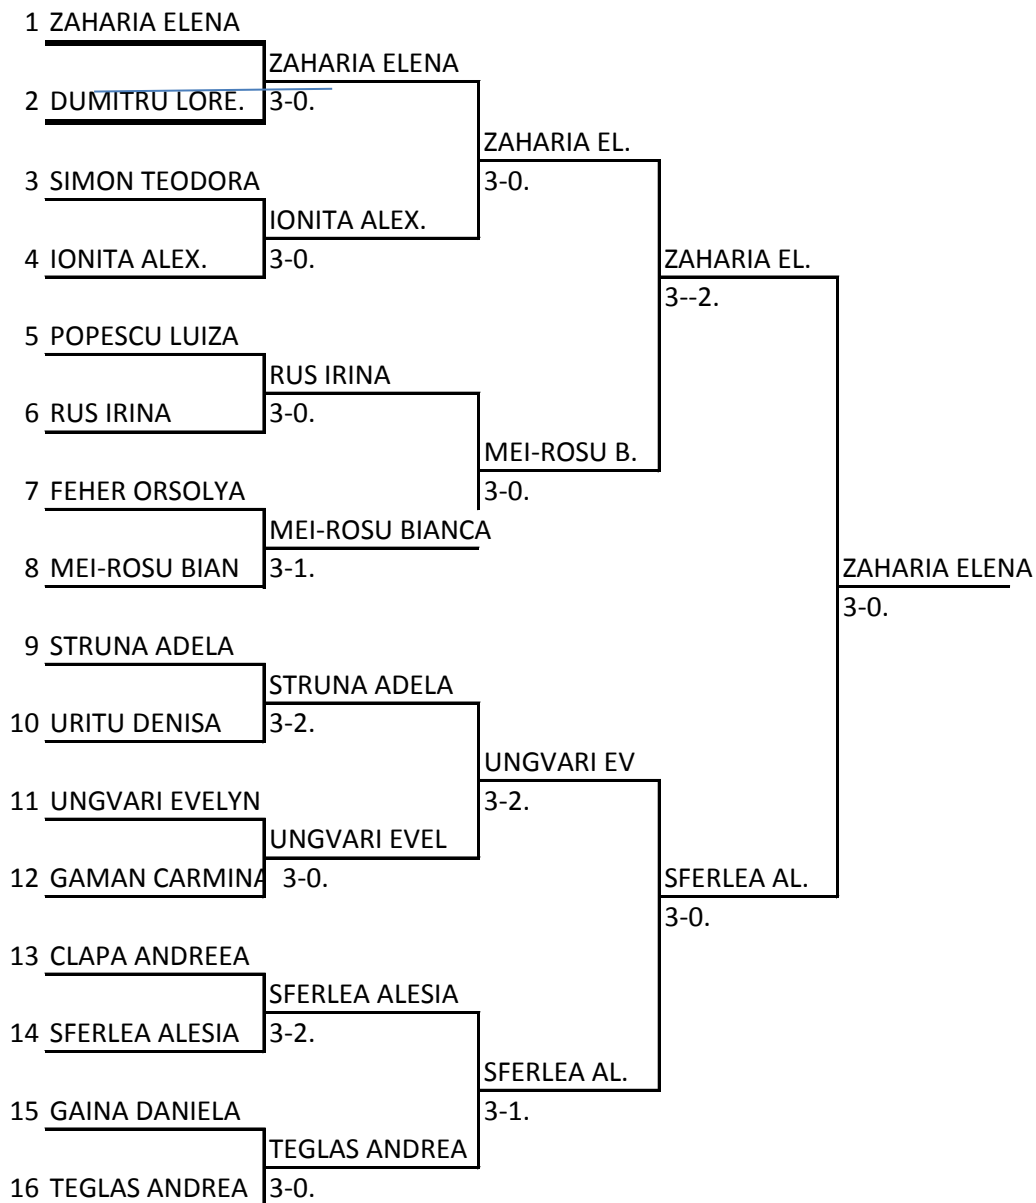 1 ZAHARIA ELENA
ZAHARIA ELENA
2 DUMITRU LORE. 3-0.
ZAHARIA EL.
3 SIMON TEODORA 3-0.
IONITA ALEX.
4 IONITA ALEX. 3-0. ZAHARIA EL.
3--2.
5 POPESCU LUIZA
RUS IRINA
6 RUS IRINA 3-0.
MEI-ROSU B.
7 FEHER ORSOLYA 3-0.
MEI-ROSU BIANCA
8 MEI-ROSU BIAN 3-1. ZAHARIA ELENA
3-0.
9 STRUNA ADELA
STRUNA ADELA
10 URITU DENISA 3-2.
UNGVARI EV
11 UNGVARI EVELYN 3-2.
UNGVARI EVEL
12 GAMAN CARMINA 3-0. SFERLEA AL.
3-0.
13 CLAPA ANDREEA
SFERLEA ALESIA
14 SFERLEA ALESIA 3-2.
SFERLEA AL.
15 GAINA DANIELA 3-1.
TEGLAS ANDREA
16 TEGLAS ANDREA 3-0.